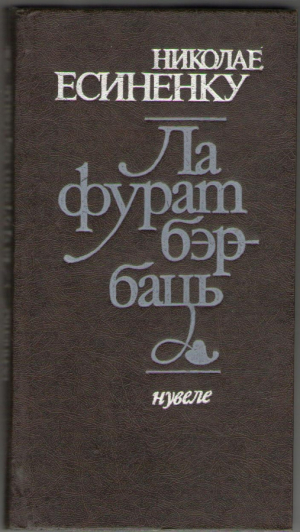 НИКОЛАЕ
ЕСИНЕНКУ
Ла
фурат
бэр-
баць
нувеле